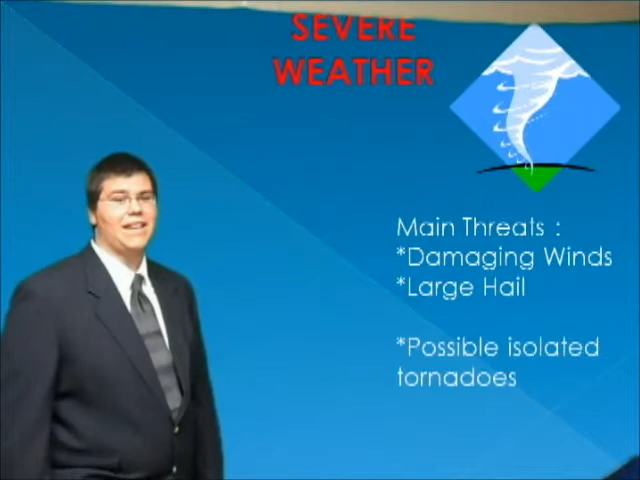 SEVERE
WEATHER
Main Threats :
*Damaging Winds
*Large Hail
*Possible isolated
tornadoes